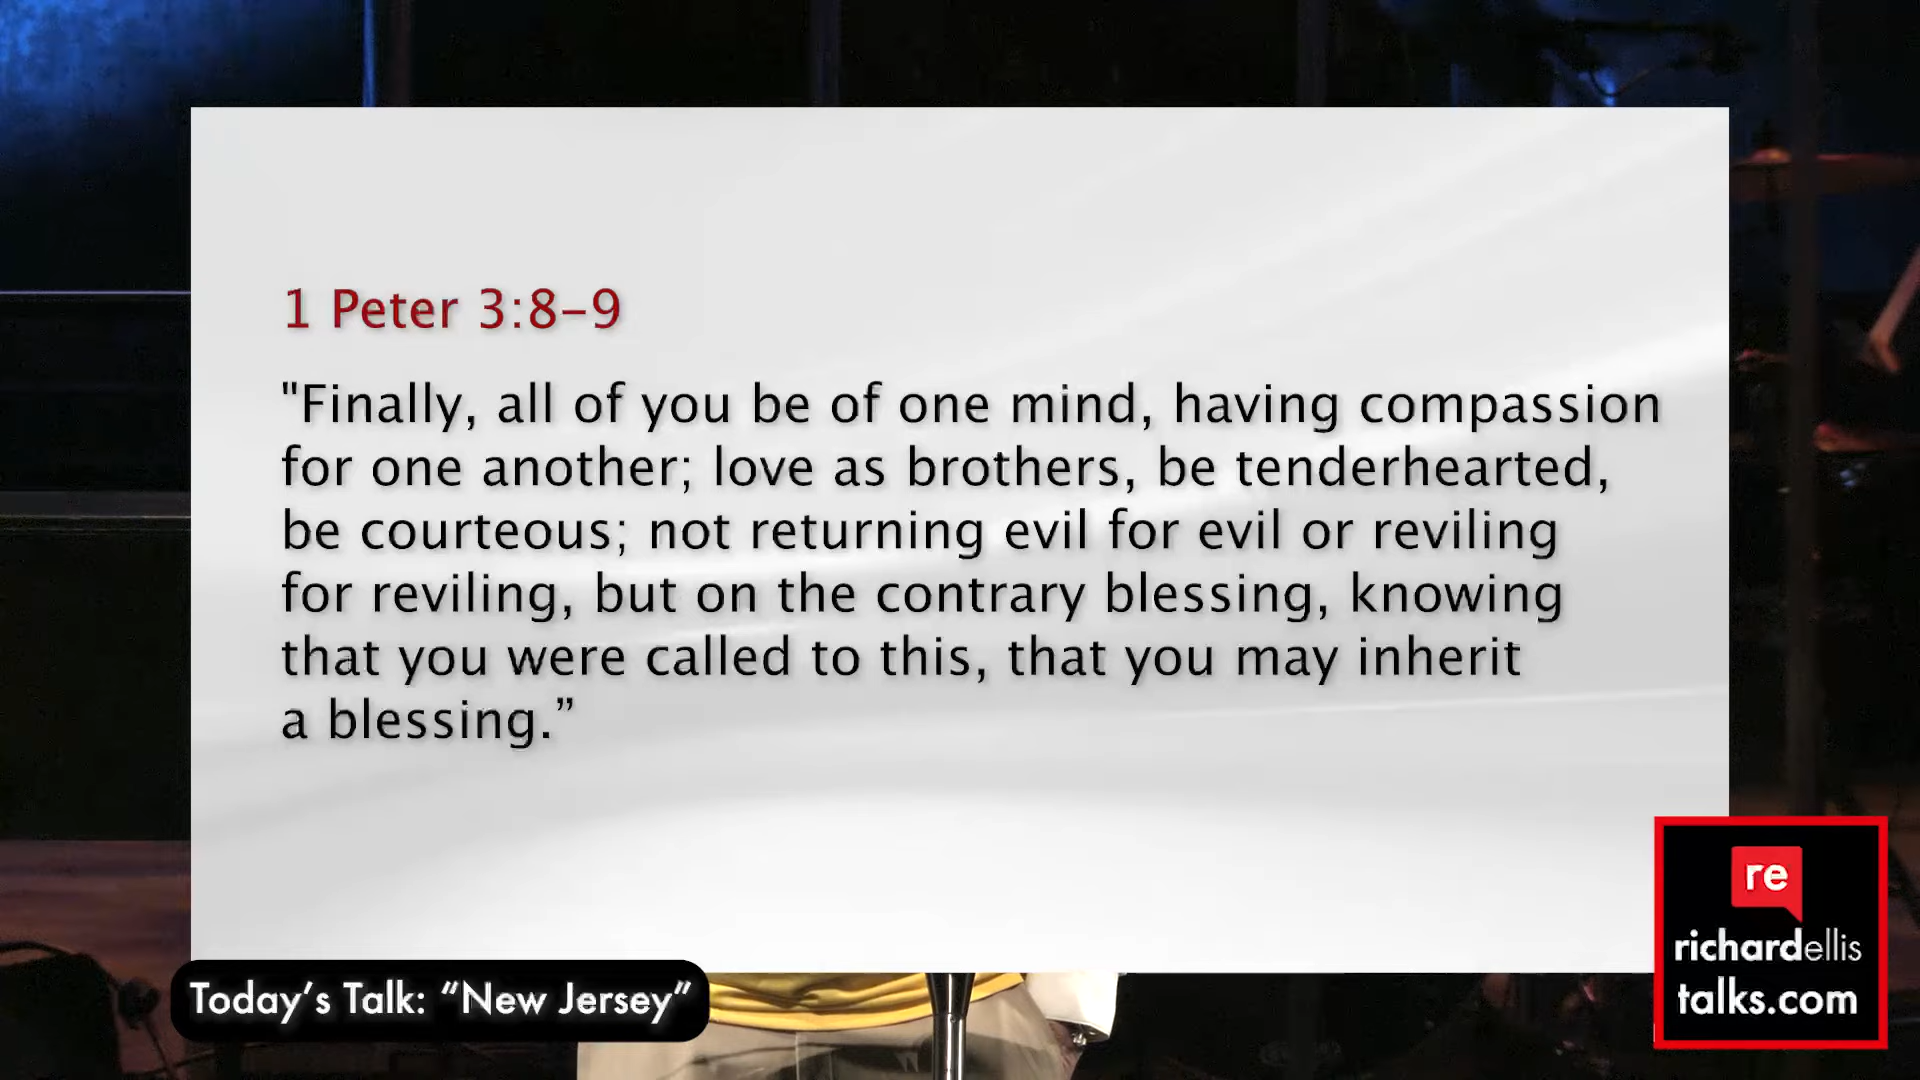 1 Peter 3:8–9
"Finally, all of you be of one mind, having compassion
for one another; love as brothers, be tenderhearted,
be courteous; not returning evil for evil or reviling
for reviling, but on the contrary blessing, knowing
that you were called to this, that you may inherit
a blessing.”
Today’s Talk: “New Jersey”
re
richardellis
talks.com